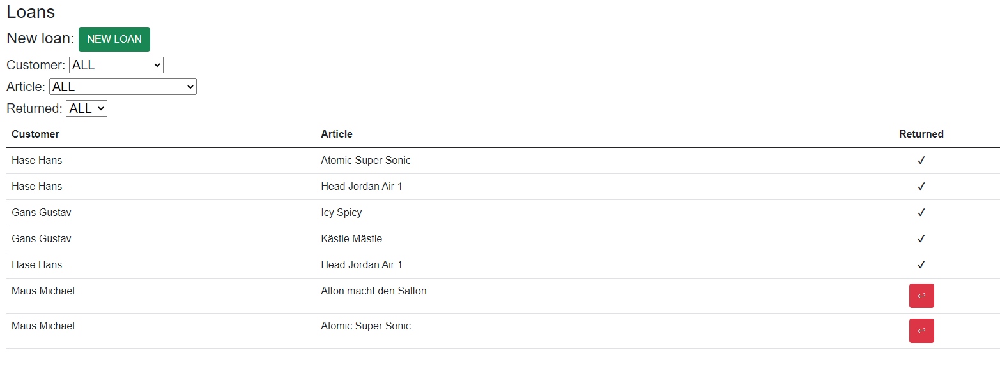 Loans
New loan: NEW LOAN
Customer: ALL
Article: ALL
Returned: ALL
Customer Article Returned
Hase Hans Atomic Super Sonic ✓
Hase Hans Head Jordan Air 1 ✓
Gans Gustav Icy Spicy ✓
Gans Gustav Kästle Mästle ✓
Hase Hans Head Jordan Air 1 ✓
Maus Michael Alton macht den Salton ↩
Maus Michael Atomic Super Sonic ↩